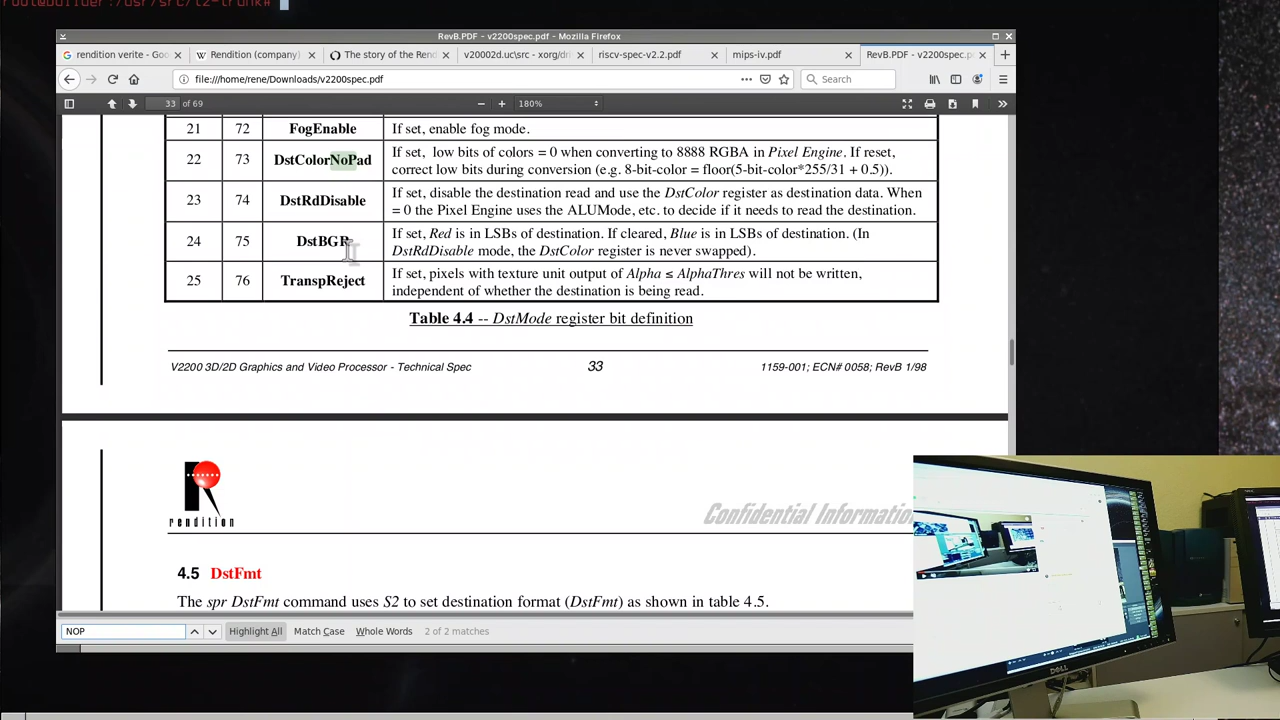 root@builder:/usr/src/t2-trunk#
RevB.PDF - v2200spec.pdf - Mozilla Firefox
rendition verite - Goo
Rendition (company)
The story of the Rend
v20002d.uc\src - xorg/dri
riscv-spec-v2.2.pdf
mips-iv.pdf
RevB.PDF - v2200spec.p
file:///home/rene/Downloads/v2200spec.pdf
Search
33 of 69
180%
21 72 FogEnable If set, enable fog mode.
22 73 DstColorNoPad If set, low bits of colors = 0 when converting to 8888 RGBA in Pixel Engine. If reset,
correct low bits during conversion (e.g. 8-bit-color = floor(5-bit-color*255/31 + 0.5)).
23 74 DstRdDisable If set, disable the destination read and use the DstColor register as destination data. When
= 0 the Pixel Engine uses the ALUMode, etc. to decide if it needs to read the destination.
24 75 DstBGR If set, Red is in LSBs of destination. If cleared, Blue is in LSBs of destination. (In
DstRdDisable mode, the DstColor register is never swapped).
25 76 TranspReject If set, pixels with texture unit output of Alpha ≤ AlphaThres will not be written,
independent of whether the destination is being read.
Table 4.4 -- DstMode register bit definition
V2200 3D/2D Graphics and Video Processor - Technical Spec 33 1159-001; ECN# 0058; RevB 1/98
rendition
Confidential Informatio
4.5 DstFmt
The spr DstFmt command uses S2 to set destination format (DstFmt) as shown in table 4.5.
NOP
Highlight All
Match Case
Whole Words
2 of 2 matches
DELL